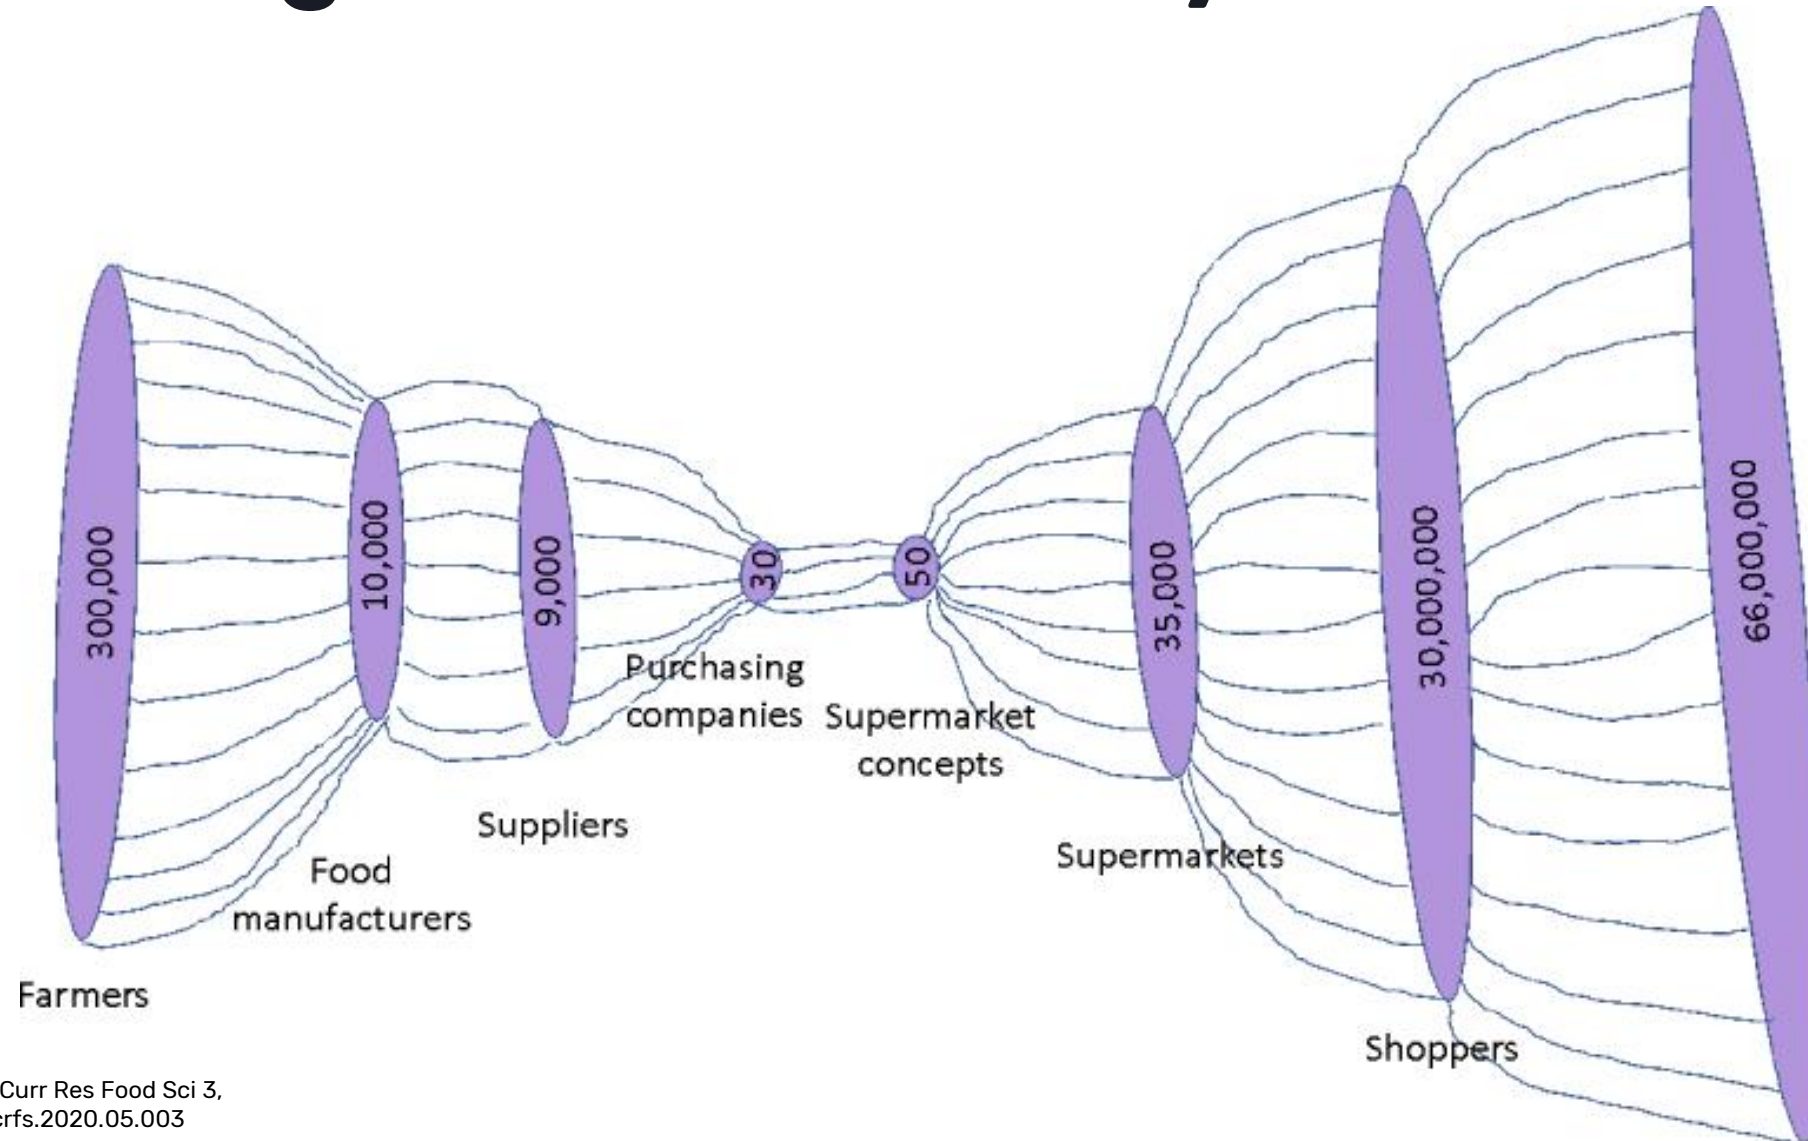 300,000
10,000
9,000
30
50
35,000
30,000,000
66,000,000
Purchasing
companies
Supermarket
concepts
Suppliers
Supermarkets
Food
manufacturers
Farmers
Shoppers
Curr Res Food Sci 3,
crfs.2020.05.003